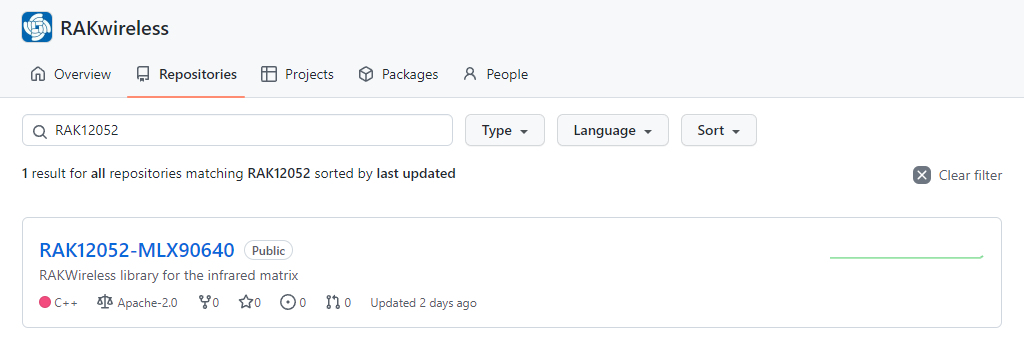 RAKwireless
Overview Repositories Projects Packages People
RAK12052 Type Language Sort
1 result for all repositories matching RAK12052 sorted by last updated Clear filter
RAK12052-MLX90640 Public
RAKWireless library for the infrared matrix
C++ Apache-2.0 0 0 0 0 Updated 2 days ago